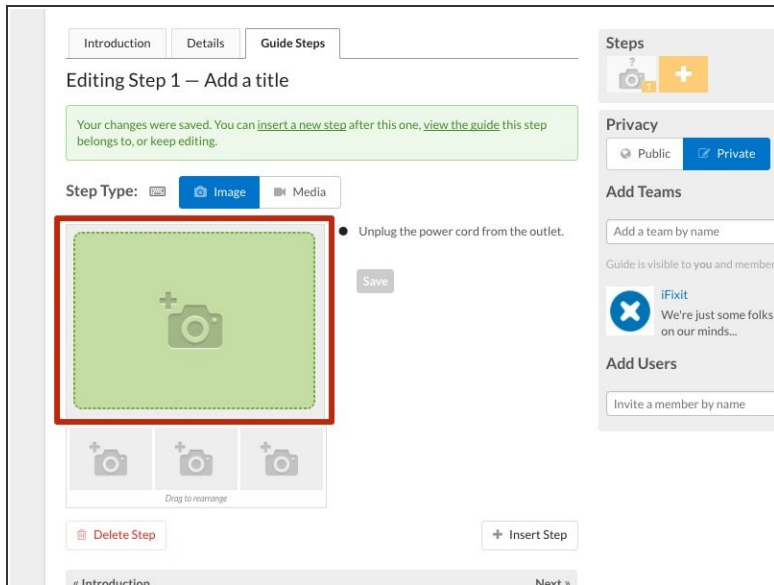 Introduction
Details
Guide Steps
Editing Step 1 — Add a title
Your changes were saved. You can insert a new step after this one, view the guide this step
belongs to, or keep editing.
Step Type:
Image
Media
Unplug the power cord from the outlet.
Save
Drag to rearrange
Delete Step
+ Insert Step
« Introduction
Next »
Steps
?
1
+
Privacy
Public
Private
Add Teams
Add a team by name
Guide is visible to you and member
iFixit
We're just some folks
on our minds...
Add Users
Invite a member by name